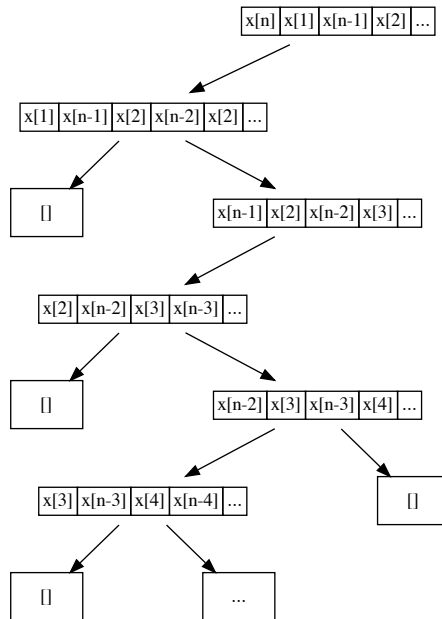 x[n] x[1] x[n-1] x[2] ...
x[1] x[n-1] x[2] x[n-2] x[2] ...
[]
x[n-1] x[2] x[n-2] x[3] ...
x[2] x[n-2] x[3] x[n-3] ...
[]
x[n-2] x[3] x[n-3] x[4] ...
x[3] x[n-3] x[4] x[n-4] ...
[]
[]
...